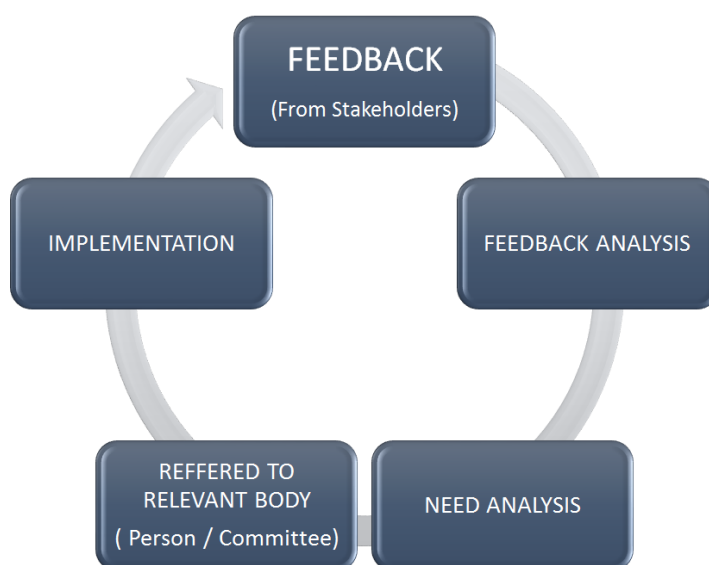 FEEDBACK
(From Stakeholders)
FEEDBACK ANALYSIS
NEED ANALYSIS
REFFERED TO
RELEVANT BODY
( Person / Committee)
IMPLEMENTATION